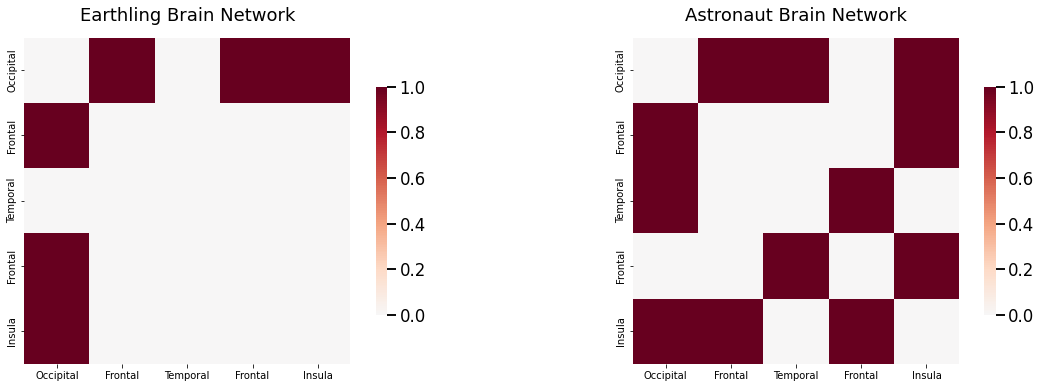 Earthling Brain Network
Occipital
Frontal
Temporal
Frontal
Insula
Occipital Frontal Temporal Frontal Insula
1.0
0.8
0.6
0.4
0.2
0.0
Astronaut Brain Network
Occipital
Frontal
Temporal
Frontal
Insula
Occipital Frontal Temporal Frontal Insula
1.0
0.8
0.6
0.4
0.2
0.0